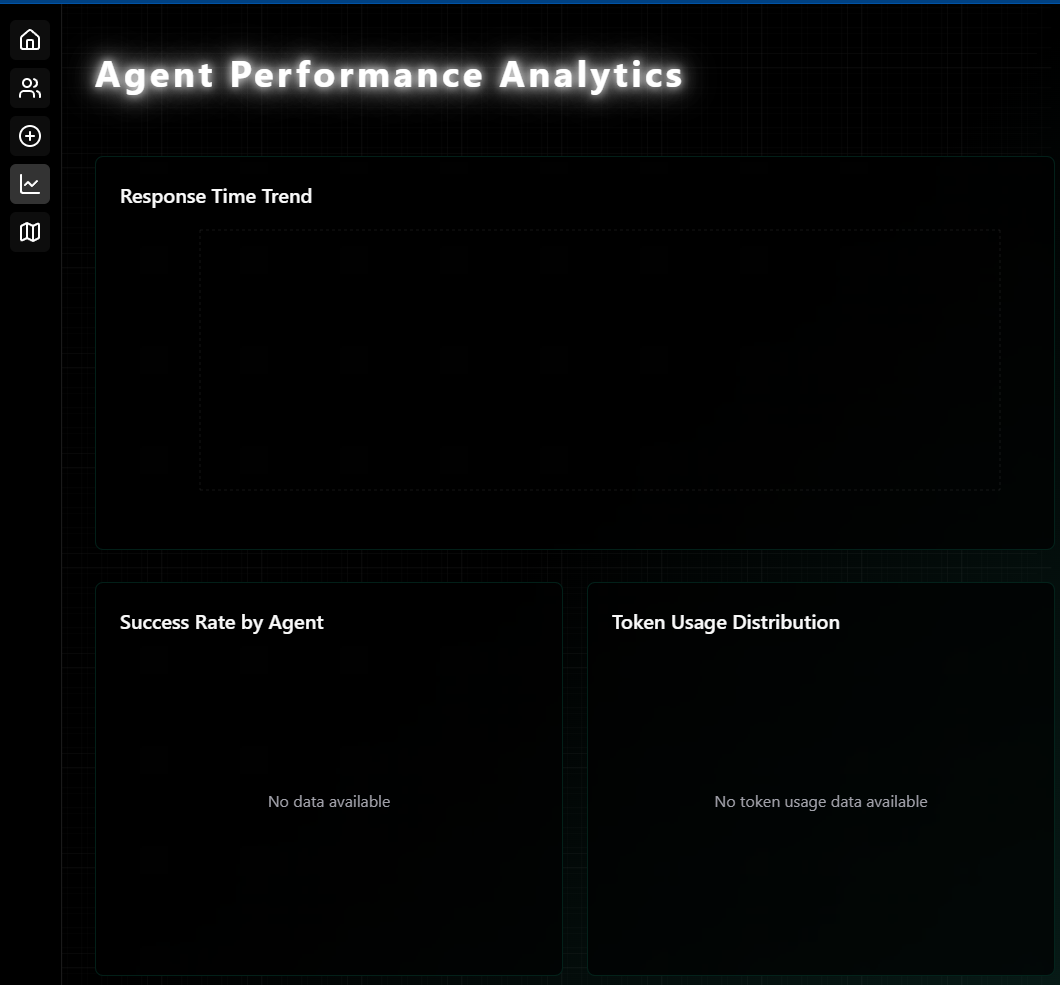 Agent Performance Analytics
Response Time Trend
Success Rate by Agent
No data available
Token Usage Distribution
No token usage data available